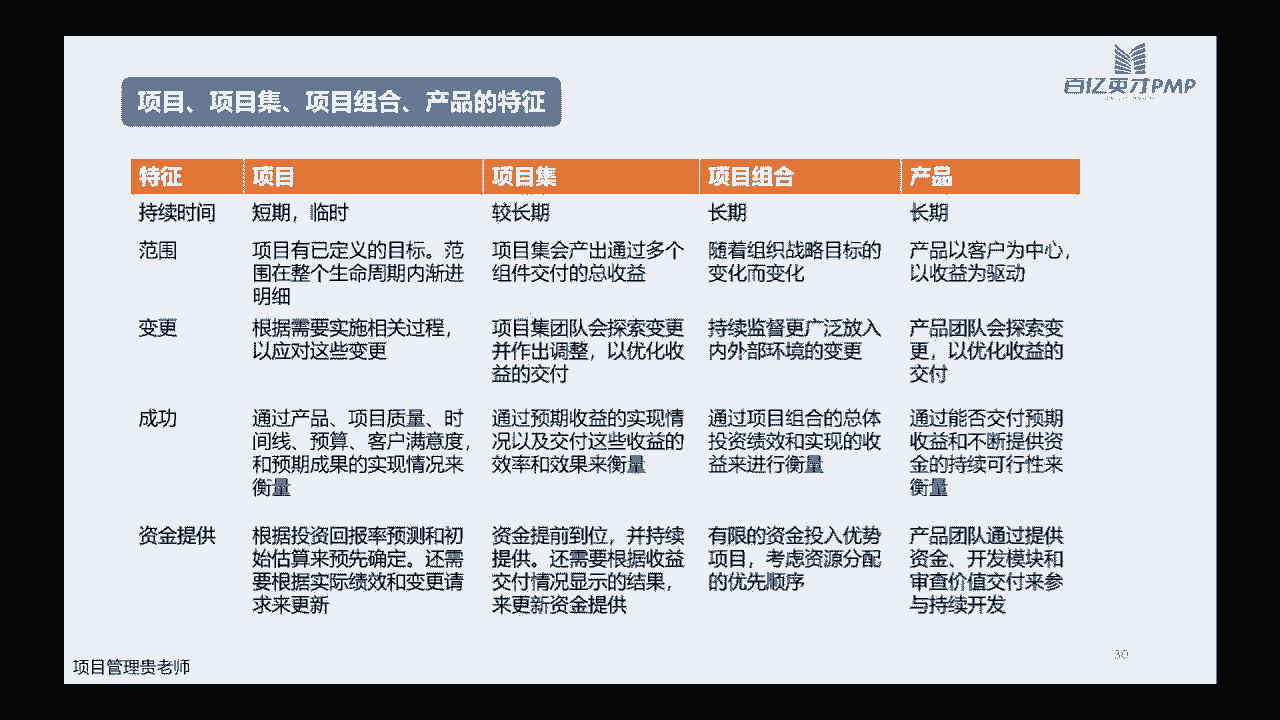 百亿英才PMP
项目、项目集、项目组合、产品的特征
特征 项目 项目集 项目组合 产品
持续时间 短期，临时 较长期 长期 长期
范围 项目有已定义的目标。范 项目集会产出通过多个 随着组织战略目标的 产品以客户为中心，
围在整个生命周期内渐进 组件交付的总收益 变化而变化 以收益为驱动
明细
变更 根据需要实施相关过程， 项目集团队会探索变更 持续监督更广泛放入 产品团队会探索变
以应对这些变更 并作出调整，以优化收 内外部环境的变更 更，以优化收益的
益的交付 交付
成功 通过产品、项目质量、时 通过预期收益的实现情 通过项目组合的总体 通过能否交付预期
间线、预算、客户满意度， 况以及交付这些收益的 投资绩效和实现的收 收益和不断提供资
和预期成果的实现情况来 效率和效果来衡量 益来进行衡量 金的持续可行性来
衡量 衡量
资金提供 根据投资回报率预测和初 资金提前到位，并持续 有限的资金投入优势 产品团队通过提供
始估算来预先确定。还需 提供。还需要根据收益 项目，考虑资源分配 资金、开发模块和
要根据实际绩效和变更请 交付情况显示的结果， 的优先顺序 审查价值交付来参
求来更新 来更新资金提供 与持续开发
30
项目管理贵老师